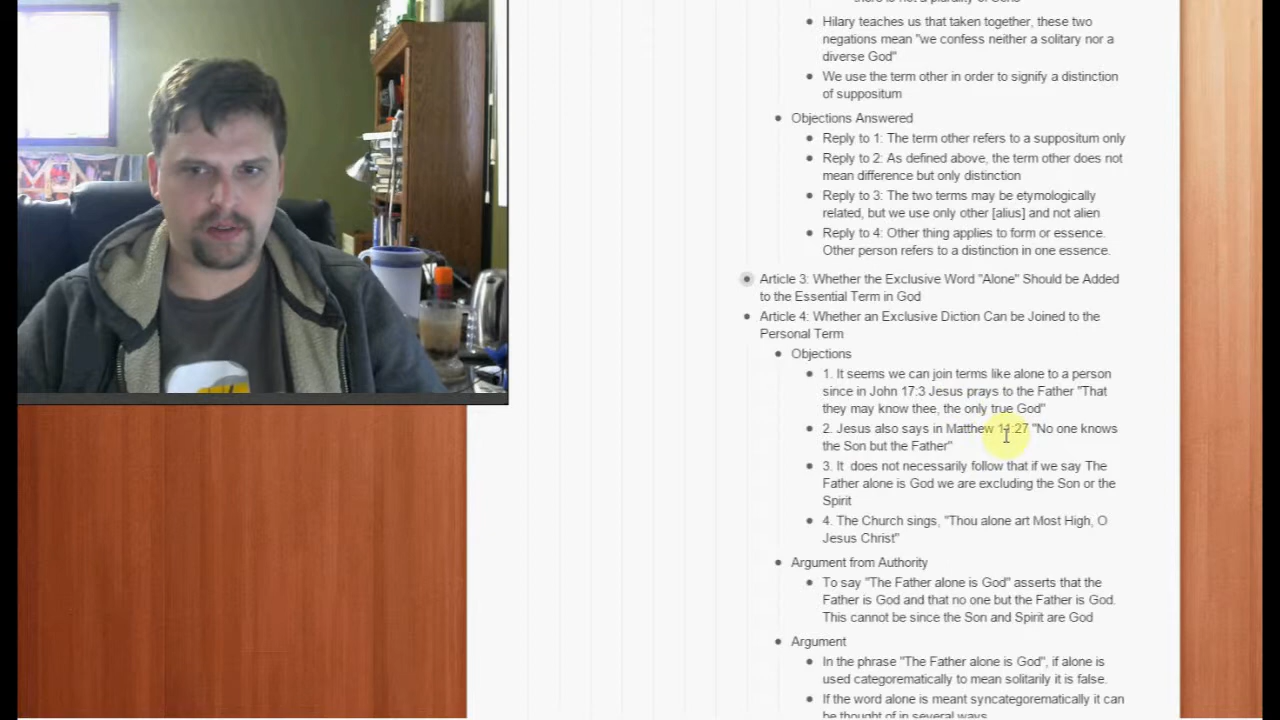 there is not a plurality of Sons
Hilary teaches us that taken together, these two
negations mean "we confess neither a solitary nor a
diverse God"
We use the term other in order to signify a distinction
of suppositum
Objections Answered
Reply to 1: The term other refers to a suppositum only
Reply to 2: As defined above, the term other does not
mean difference but only distinction
Reply to 3: The two terms may be etymologically
related, but we use only other [alius] and not alien
Reply to 4: Other thing applies to form or essence.
Other person refers to a distinction in one essence.
Article 3: Whether the Exclusive Word "Alone" Should be Added
to the Essential Term in God
Article 4: Whether an Exclusive Diction Can be Joined to the
Personal Term
Objections
1. It seems we can join terms like alone to a person
since in John 17:3 Jesus prays to the Father "That
they may know thee, the only true God"
2. Jesus also says in Matthew 11:27 "No one knows
the Son but the Father"
3. It does not necessarily follow that if we say The
Father alone is God we are excluding the Son or the
Spirit
4. The Church sings, "Thou alone art Most High, O
Jesus Christ"
Argument from Authority
To say "The Father alone is God" asserts that the
Father is God and that no one but the Father is God.
This cannot be since the Son and Spirit are God
Argument
In the phrase "The Father alone is God", if alone is
used categorematically to mean solitarily it is false.
If the word alone is meant syncategorematically it can
be thought of in several ways